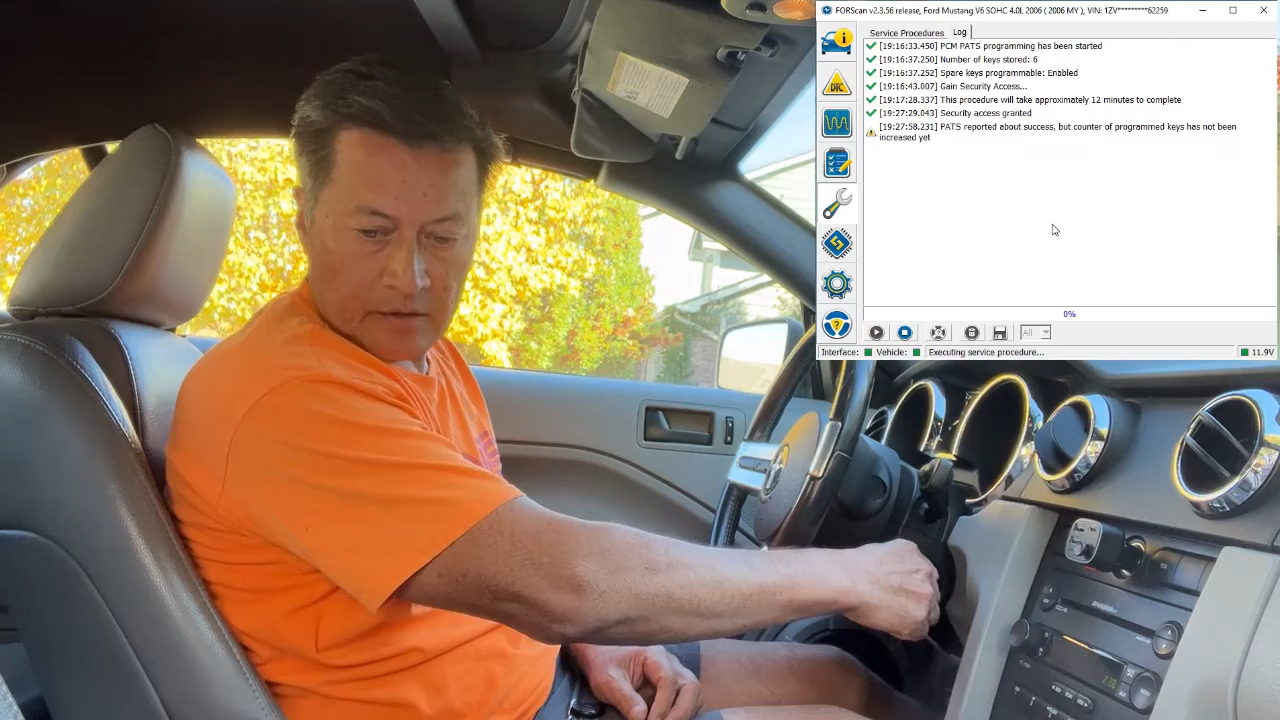 FORScan v2.3.56 release, Ford Mustang V6 SOHC 4.0L 2006 ( 2006 MY ), VIN: 1ZV*********62259
Service Procedures Log
[19:16:33.450] PCM PATS programming has been started
[19:16:37.250] Number of keys stored: 6
[19:16:37.252] Spare keys programmable: Enabled
[19:16:43.007] Gain Security Access...
[19:17:28.337] This procedure will take approximately 12 minutes to complete
[19:27:29.043] Security access granted
[19:27:58.231] PATS reported about success, but counter of programmed keys has not been
increased yet
DTC
0%
All
Interface: Vehicle: Executing service procedure... 11.9V